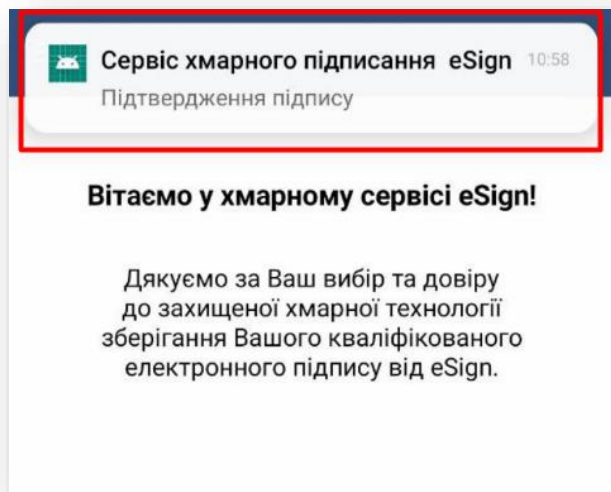 Сервіс хмарного підписання eSign 10:58
Підтвердження підпису
Вітаємо у хмарному сервісі eSign!
Дякуємо за Ваш вибір та довіру
до захищеної хмарної технології
зберігання Вашого кваліфікованого
електронного підпису від eSign.